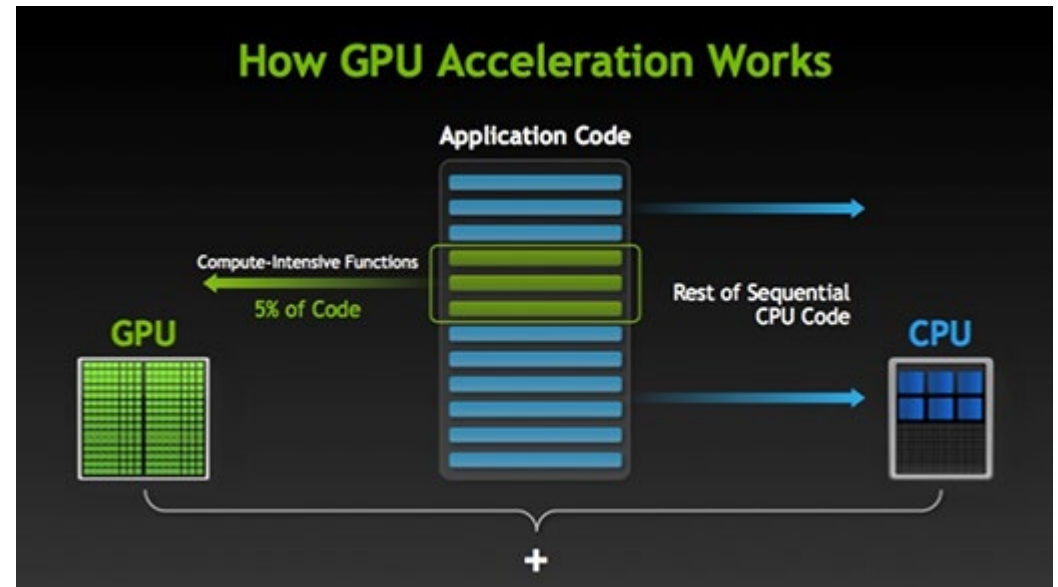 How GPU Acceleration Works
Application Code
Compute-Intensive Functions
5% of Code
Rest of Sequential
CPU Code
GPU
CPU
+